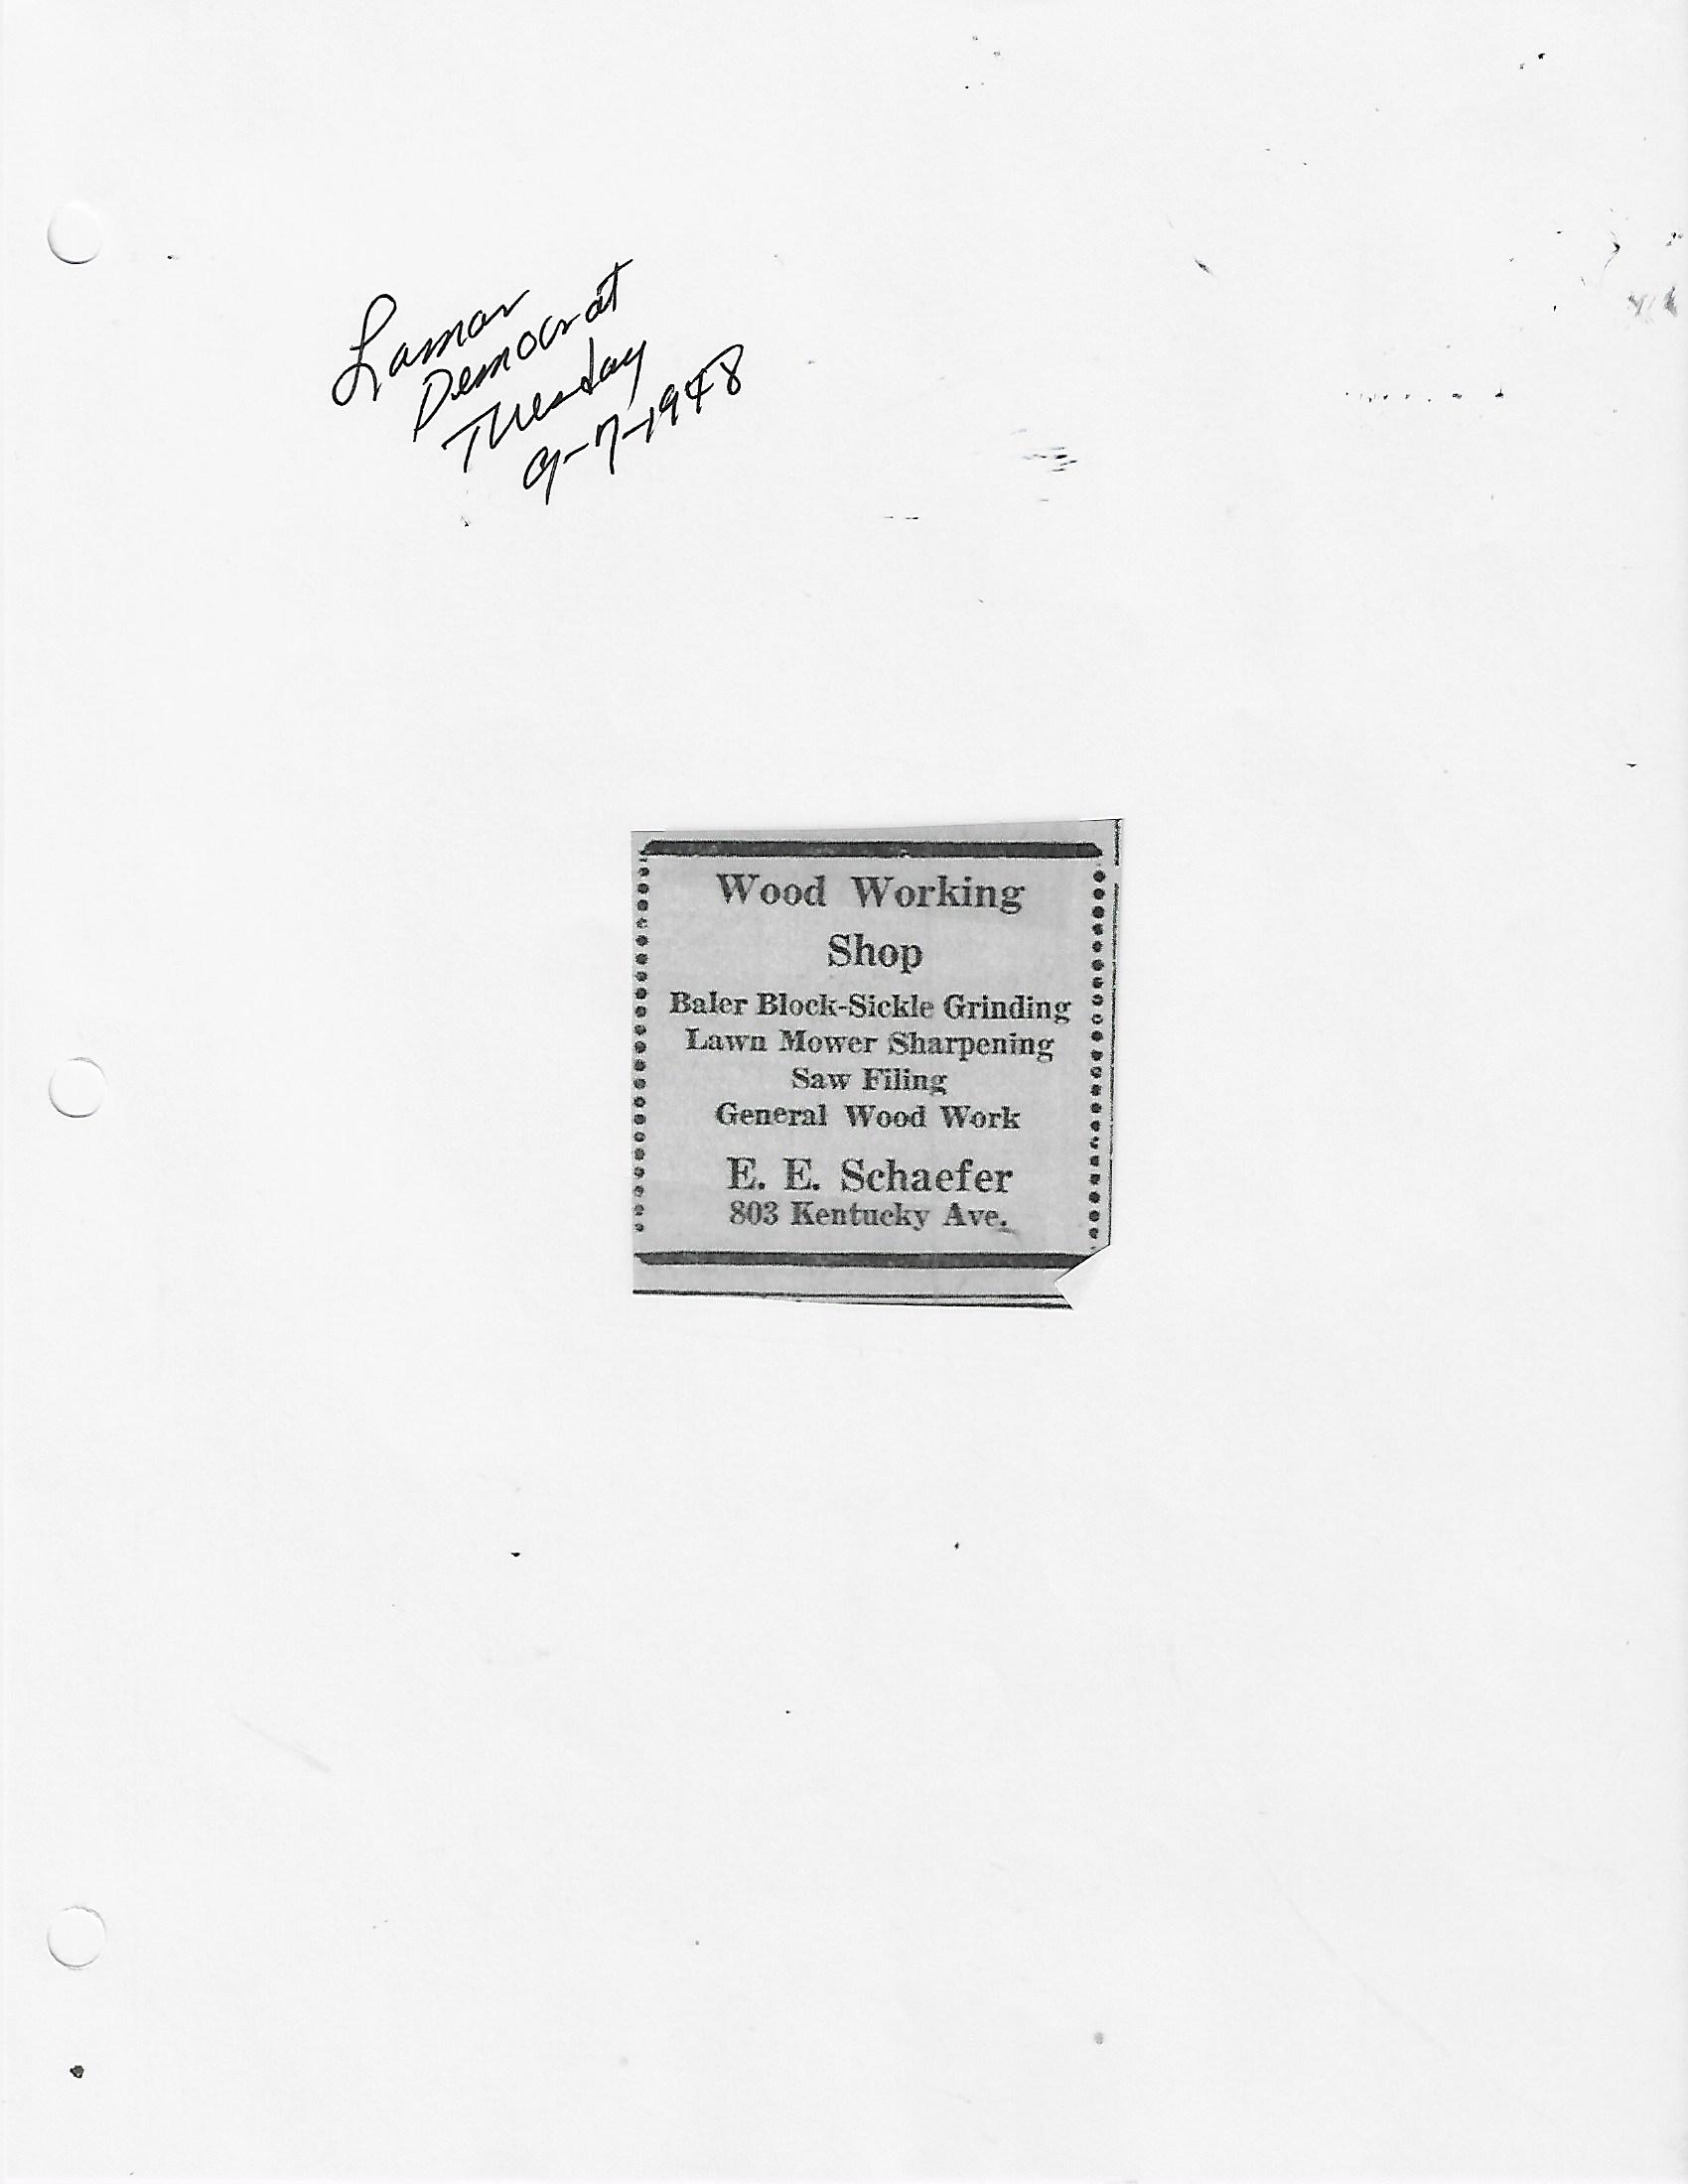 Lamar
Democrat
Tuesday
9-7-1948
Wood Working
Shop
Baler Block-Sickle Grinding
Lawn Mower Sharpening
Saw Filing
General Wood Work
E. E. Schaefer
803 Kentucky Ave.